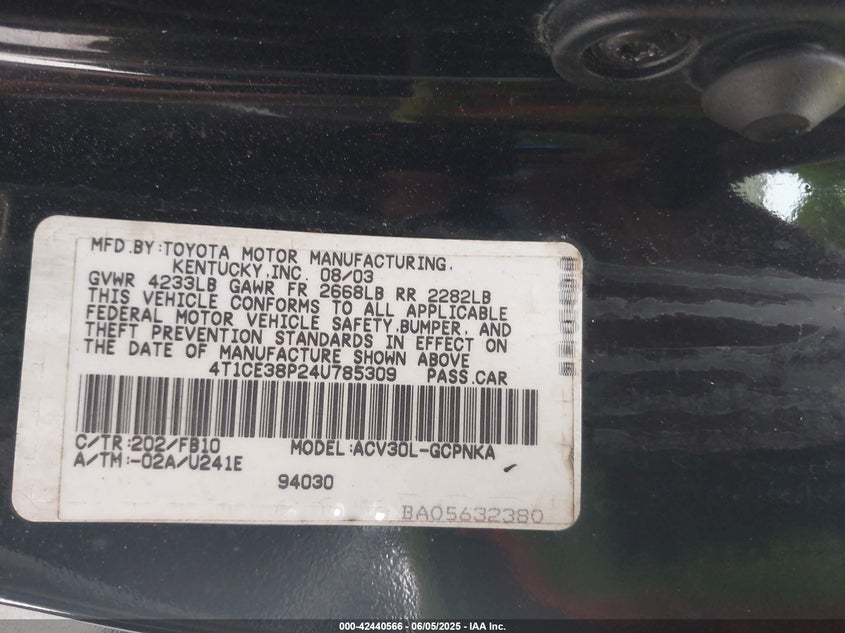 MFD.BY:TOYOTA MOTOR MANUFACTURING,
KENTUCKY,INC. 08/03
GVWR 4233LB GAWR FR 2668LB RR 2282LB
THIS VEHICLE CONFORMS TO ALL APPLICABLE
FEDERAL MOTOR VEHICLE SAFETY,BUMPER, AND
THEFT PREVENTION STANDARDS IN EFFECT ON
THE DATE OF MANUFACTURE SHOWN ABOVE
4T1CE38P24U785309 PASS.CAR
C/TR:202/FB10 MODEL:ACV30L-GCPNKA
A/TM:-02A/U241E
94030
BA05632380
000-42440566 - 06/05/2025 - IAA Inc.